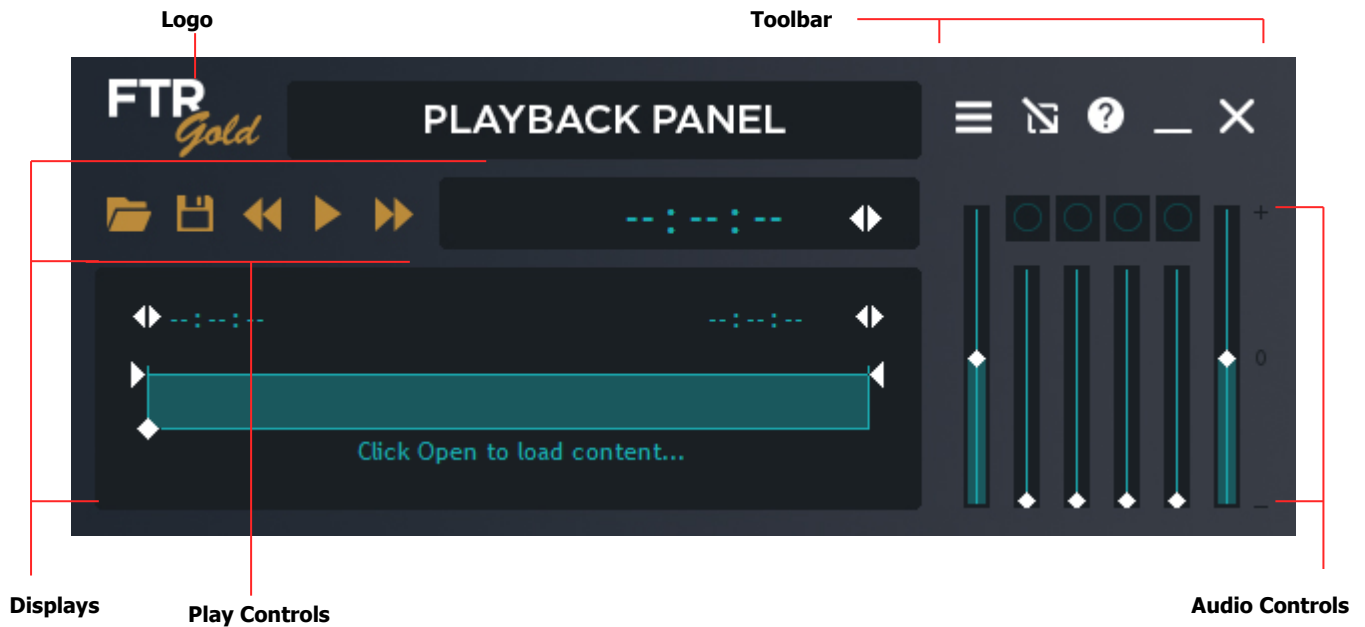 Logo
Toolbar
FTR
Gold
PLAYBACK PANEL
?
--:--:--
+
--:--:--
--:--:--
0
Click Open to load content...
–
Displays
Play Controls
Audio Controls